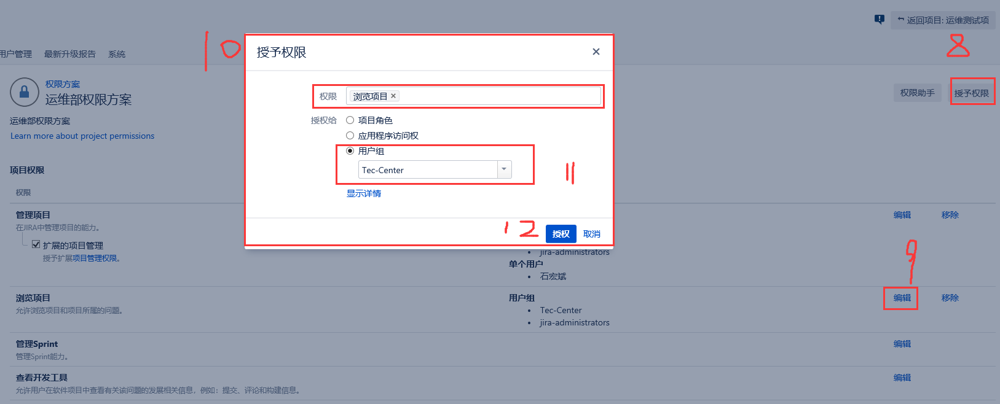 返回项目: 运维测试项
8
用户管理 最新升级报告 系统
10
授予权限
权限方案
运维部权限方案
权限助手 授予权限
权限 浏览项目
运维部权限方案
授权给 项目角色
Learn more about project permissions
应用程序访问权
用户组
项目权限
Tec-Center
11
权限
显示详情
管理项目
编辑 移除
在JIRA中管理项目的能力。
12
授权 取消
扩展的项目管理
授予扩展项目管理权限。
jira-administrators
9
单个用户
石宏斌
浏览项目
用户组
编辑 移除
允许浏览项目和项目所属的问题。
Tec-Center
jira-administrators
管理Sprint
编辑
管理Sprint能力。
查看开发工具
编辑
允许用户在软件项目中查看有关该问题的发展相关信息，例如：提交、评论和构建信息。